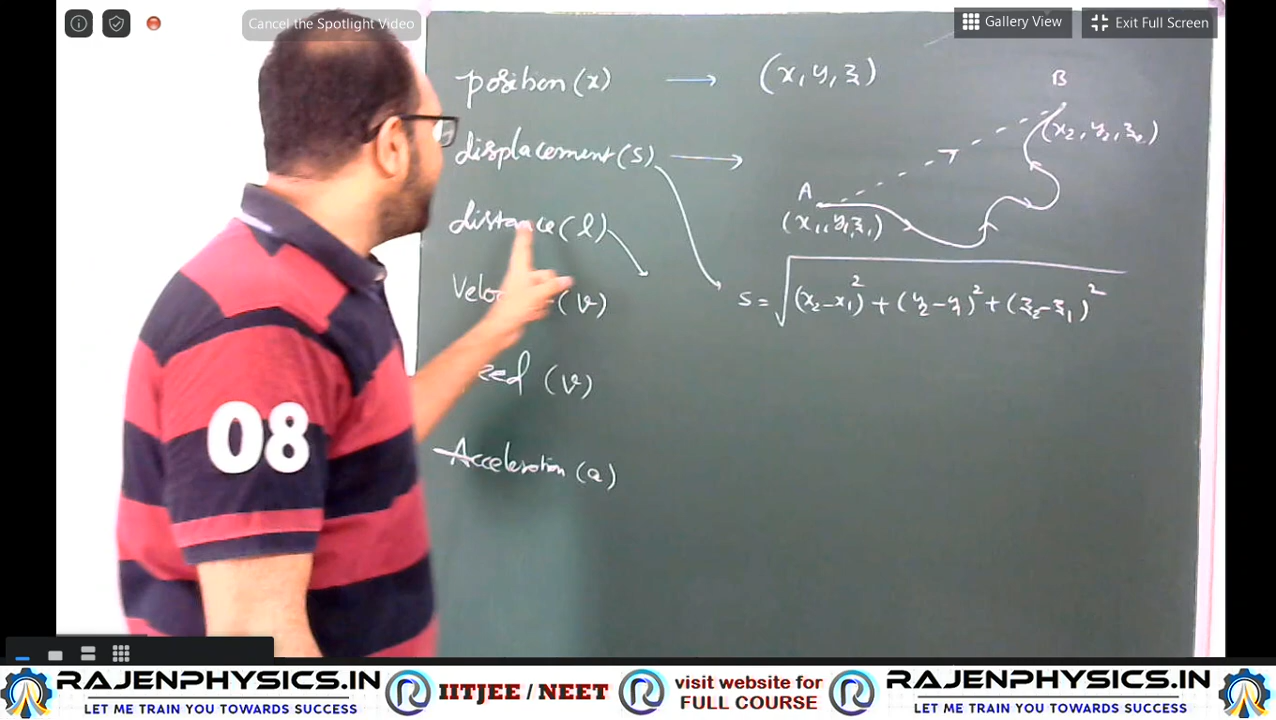 Cancel the Spotlight Video
Gallery View
Exit Full Screen
position (x) → (x, y, z)
B
displacement (s) →
(x₂, y₂, z₂)
A
(x₁, y₁, z₁)
distance (l)
(v)
s = √(x₂-x₁)² + (y₂-y)² + (z₂-z₁)²
(v)
Acceleration (a)
08
RAJENPHYSICS.IN
LET ME TRAIN YOU TOWARDS SUCCESS
IITJEE / NEET
visit website for
FULL COURSE
RAJENPHYSICS.IN
LET ME TRAIN YOU TOWARDS SUCCESS